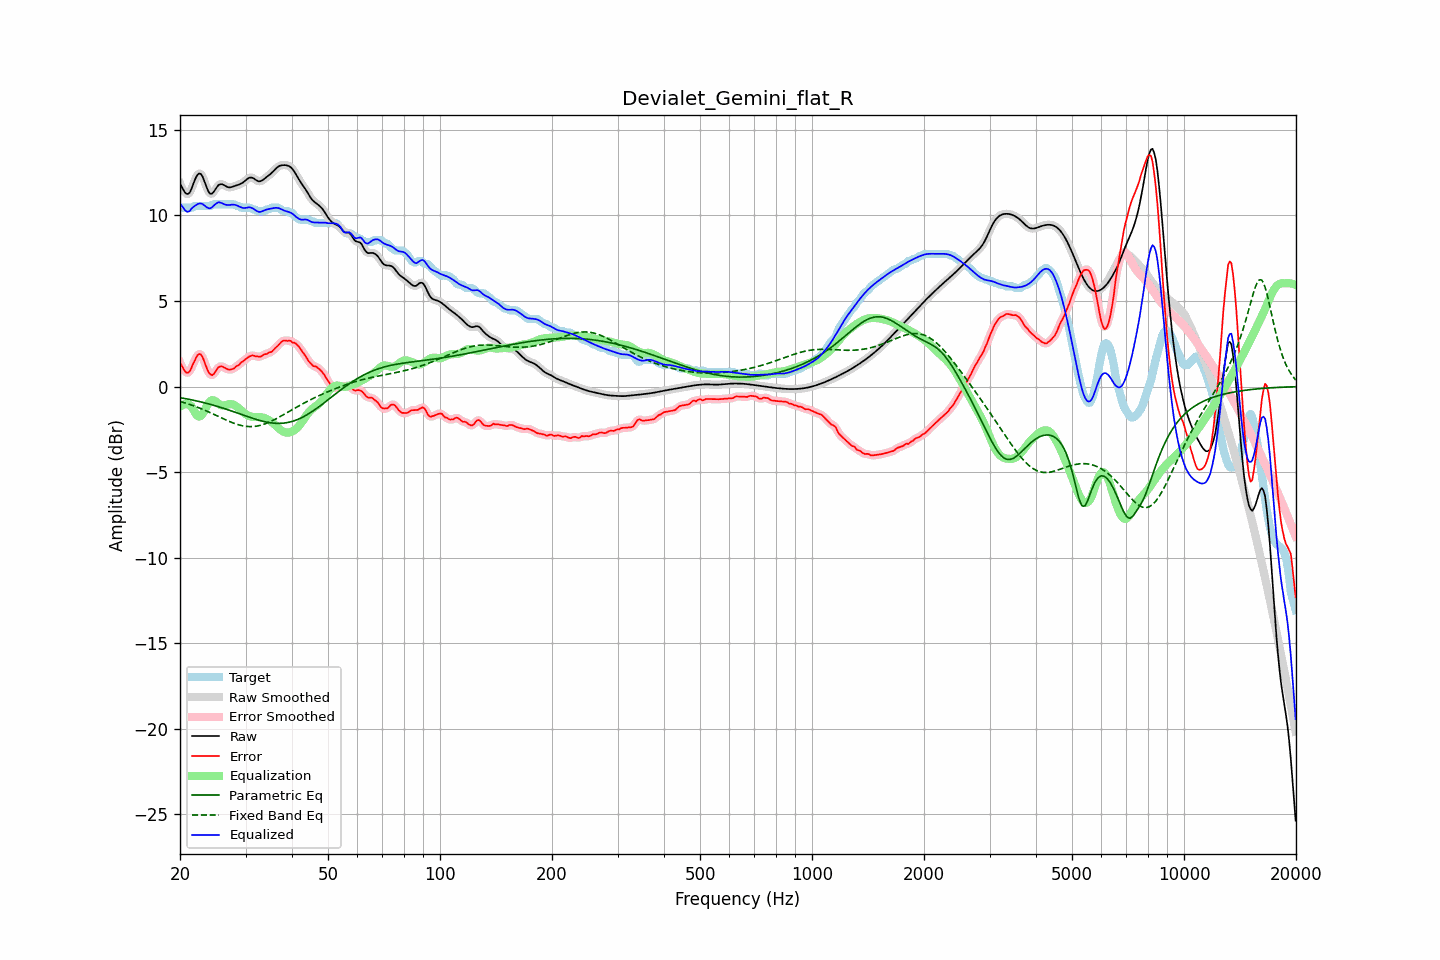 Devialet_Gemini_flat_R
15
10
5
0
−5
−10
−15
−20
−25
Amplitude (dBr)
Target
Raw Smoothed
Error Smoothed
Raw
Error
Equalization
Parametric Eq
Fixed Band Eq
Equalized
20 50 100 200 500 1000 2000 5000 10000 20000
Frequency (Hz)